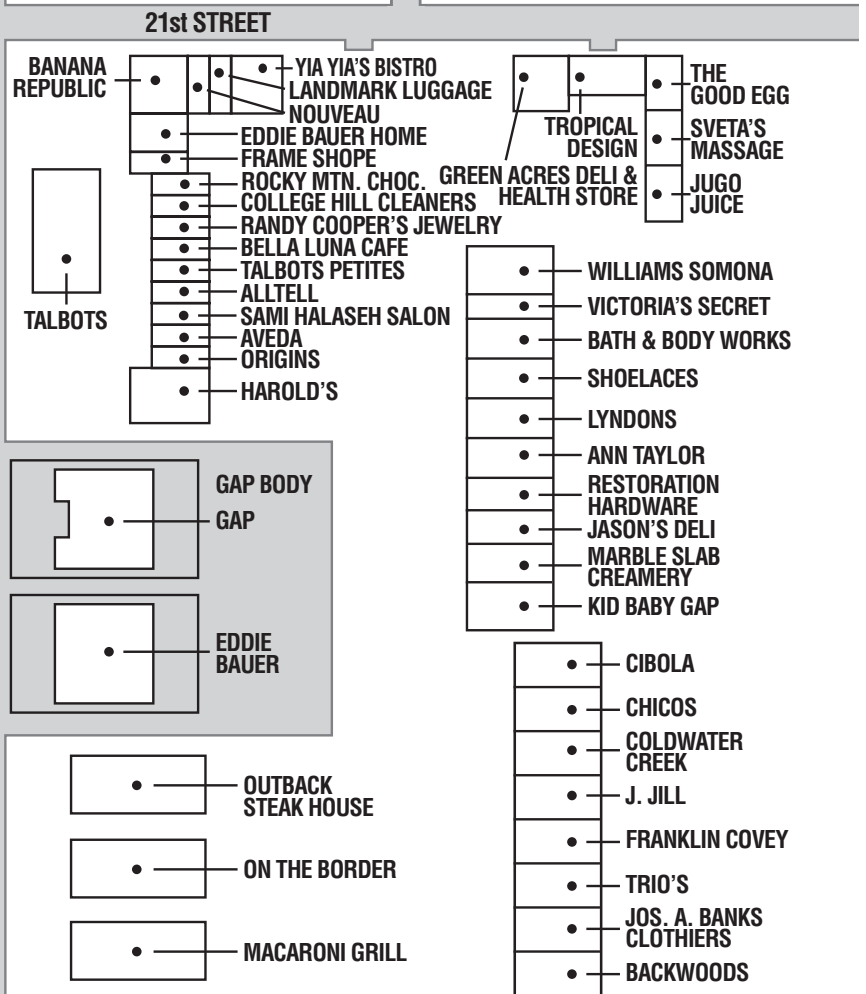 21st STREET
BANANA
REPUBLIC
YIA YIA'S BISTRO
LANDMARK LUGGAGE
NOUVEAU
EDDIE BAUER HOME
FRAME SHOPE
ROCKY MTN. CHOC.
COLLEGE HILL CLEANERS
RANDY COOPER'S JEWELRY
BELLA LUNA CAFE
TALBOTS PETITES
ALLTELL
SAMI HALASEH SALON
AVEDA
ORIGINS
HAROLD'S
TALBOTS
THE
GOOD EGG
TROPICAL
DESIGN
SVETA'S
MASSAGE
GREEN ACRES DELI &
HEALTH STORE
JUGO
JUICE
WILLIAMS SOMONA
VICTORIA'S SECRET
BATH & BODY WORKS
SHOELACES
LYNDONS
ANN TAYLOR
RESTORATION
HARDWARE
JASON'S DELI
MARBLE SLAB
CREAMERY
KID BABY GAP
GAP BODY
GAP
EDDIE
BAUER
CIBOLA
CHICOS
COLDWATER
CREEK
J. JILL
FRANKLIN COVEY
TRIO'S
JOS. A. BANKS
CLOTHIERS
BACKWOODS
OUTBACK
STEAK HOUSE
ON THE BORDER
MACARONI GRILL